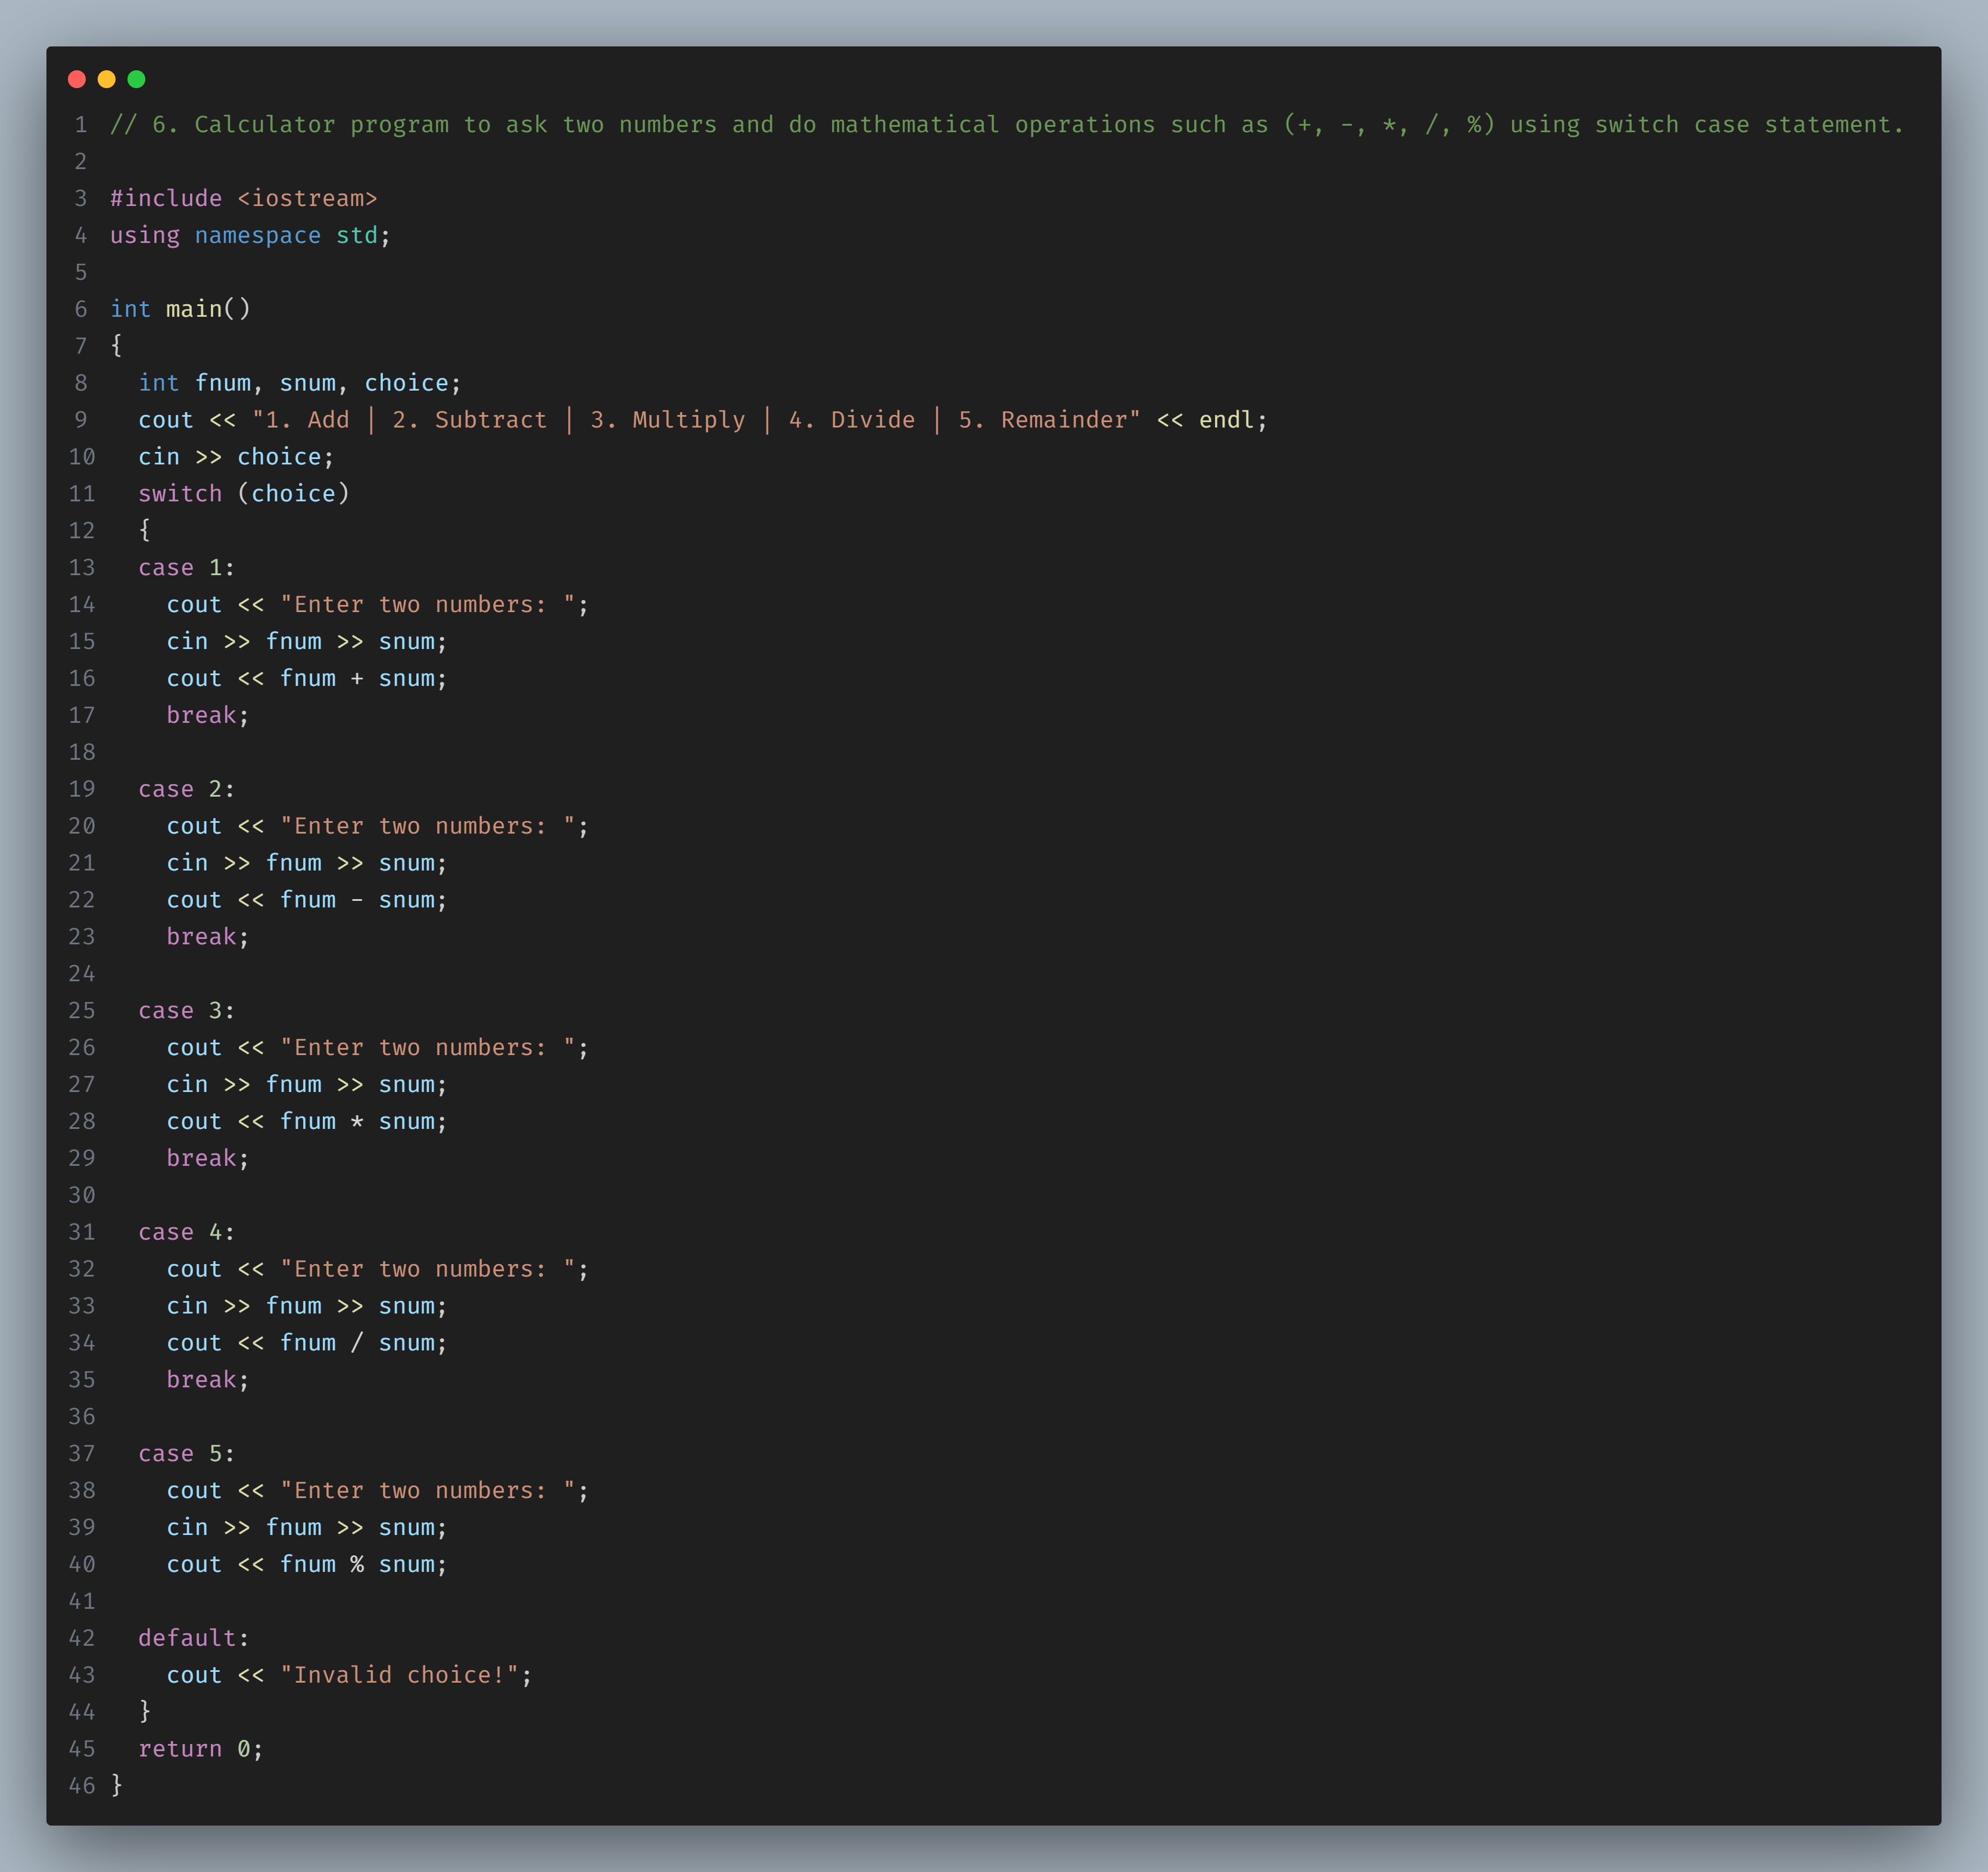 1 // 6. Calculator program to ask two numbers and do mathematical operations such as (+, -, *, /, %) using switch case statement.
2
3 #include <iostream>
4 using namespace std;
5
6 int main()
7 {
8   int fnum, snum, choice;
9   cout << "1. Add | 2. Subtract | 3. Multiply | 4. Divide | 5. Remainder" << endl;
10   cin >> choice;
11   switch (choice)
12   {
13   case 1:
14     cout << "Enter two numbers: ";
15     cin >> fnum >> snum;
16     cout << fnum + snum;
17     break;
18
19   case 2:
20     cout << "Enter two numbers: ";
21     cin >> fnum >> snum;
22     cout << fnum - snum;
23     break;
24
25   case 3:
26     cout << "Enter two numbers: ";
27     cin >> fnum >> snum;
28     cout << fnum * snum;
29     break;
30
31   case 4:
32     cout << "Enter two numbers: ";
33     cin >> fnum >> snum;
34     cout << fnum / snum;
35     break;
36
37   case 5:
38     cout << "Enter two numbers: ";
39     cin >> fnum >> snum;
40     cout << fnum % snum;
41
42   default:
43     cout << "Invalid choice!";
44   }
45   return 0;
46 }